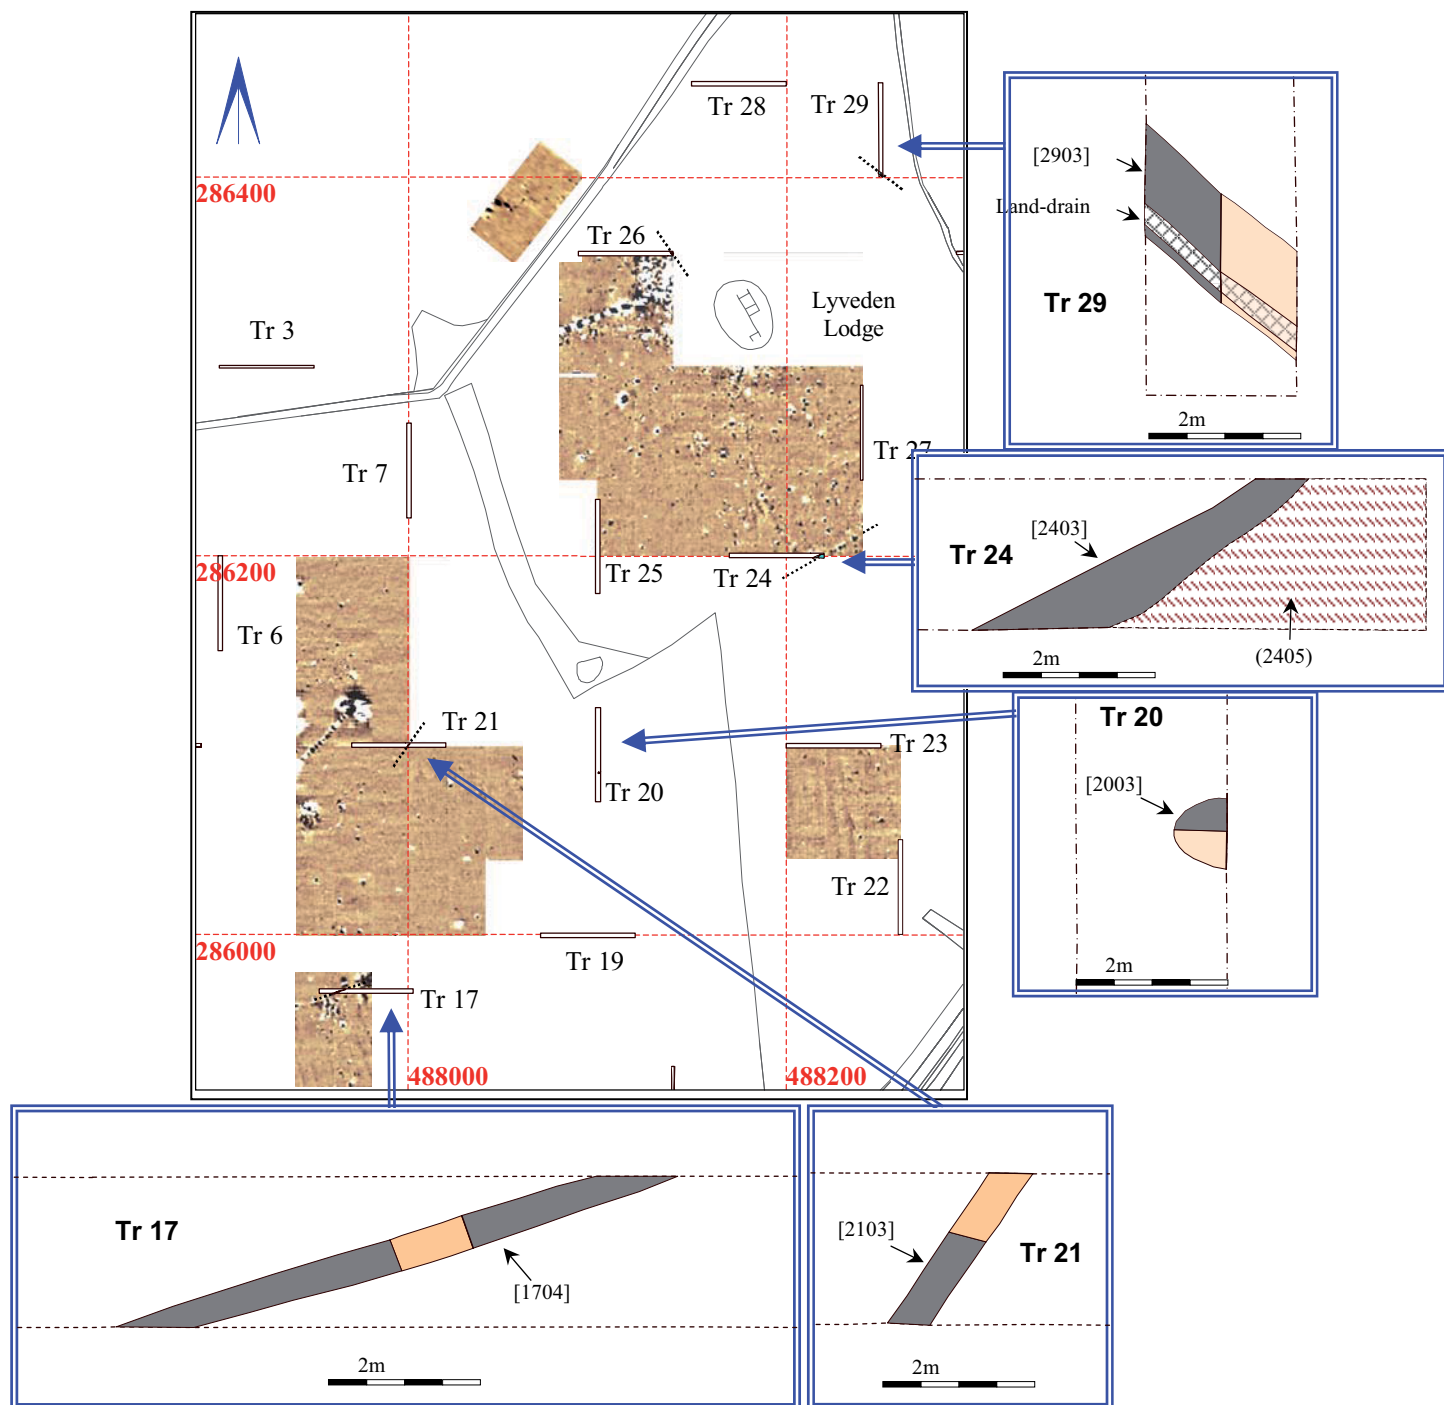 Tr 28
Tr 29
286400
Tr 26
Lyveden
Lodge
Tr 3
Tr 7
Tr 27
286200
Tr 25
Tr 24
Tr 6
Tr 21
Tr 23
Tr 20
Tr 22
286000
Tr 19
Tr 17
488000
488200
[2903]
Land-drain
Tr 29
2m
[2403]
Tr 24
2m
(2405)
Tr 20
[2003]
2m
Tr 17
[1704]
2m
[2103]
Tr 21
2m